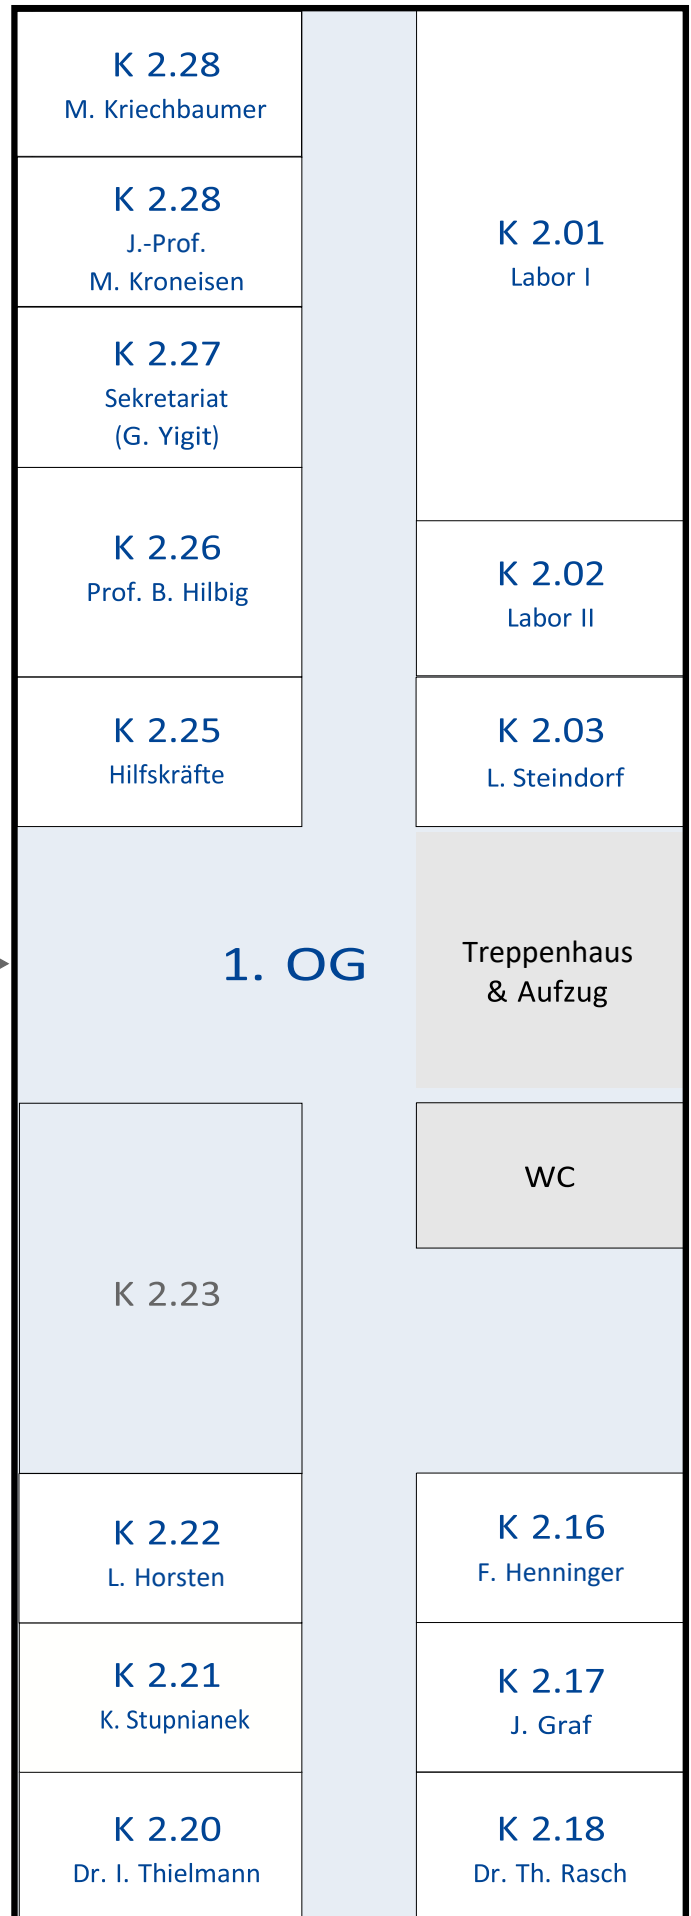 K 2.28
M. Kriechbaumer
K 2.28
J.-Prof.
M. Kroneisen
K 2.27
Sekretariat
(G. Yigit)
K 2.26
Prof. B. Hilbig
K 2.25
Hilfskräfte
K 2.01
Labor I
K 2.02
Labor II
K 2.03
L. Steindorf
1. OG
Treppenhaus
& Aufzug
WC
K 2.23
K 2.22
L. Horsten
K 2.21
K. Stupnianek
K 2.20
Dr. I. Thielmann
K 2.16
F. Henninger
K 2.17
J. Graf
K 2.18
Dr. Th. Rasch